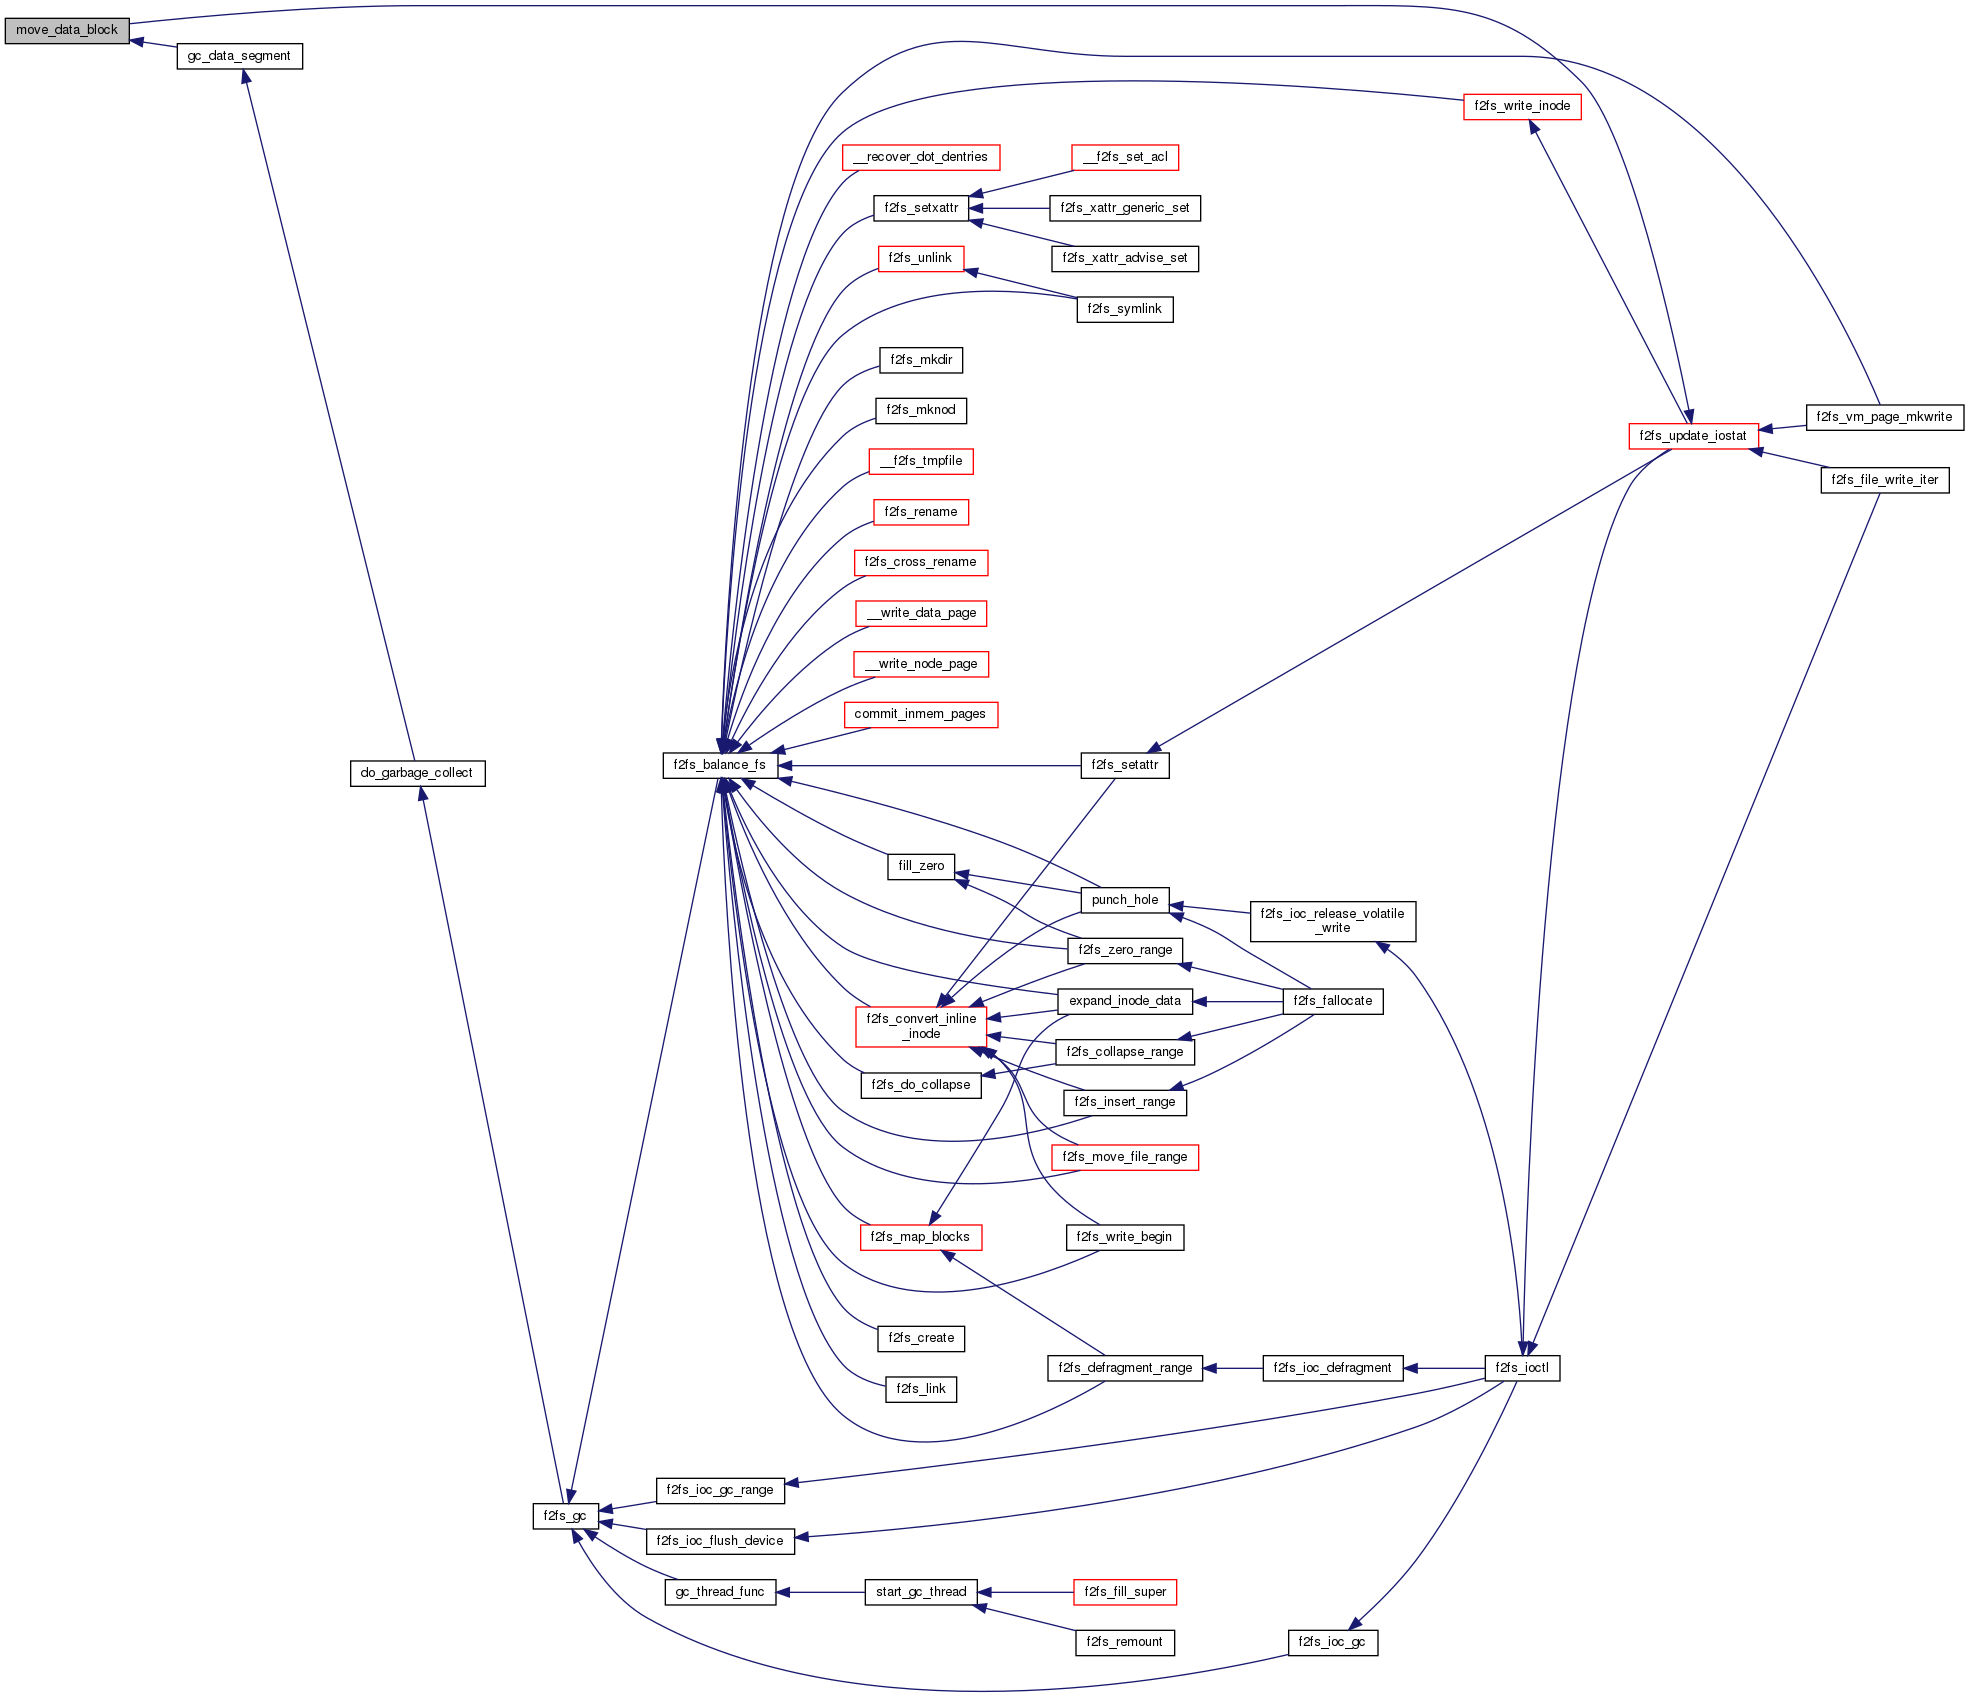 move_data_block
gc_data_segment
f2fs_write_inode
__recover_dot_dentries
__f2fs_set_acl
f2fs_setxattr
f2fs_xattr_generic_set
f2fs_unlink
f2fs_xattr_advise_set
f2fs_symlink
f2fs_mkdir
f2fs_mknod
f2fs_vm_page_mkwrite
f2fs_update_iostat
__f2fs_tmpfile
f2fs_file_write_iter
f2fs_rename
f2fs_cross_rename
__write_data_page
__write_node_page
commit_inmem_pages
do_garbage_collect
f2fs_balance_fs
f2fs_setattr
fill_zero
punch_hole
f2fs_ioc_release_volatile
_write
f2fs_zero_range
expand_inode_data
f2fs_fallocate
f2fs_convert_inline
_inode
f2fs_collapse_range
f2fs_do_collapse
f2fs_insert_range
f2fs_move_file_range
f2fs_map_blocks
f2fs_write_begin
f2fs_create
f2fs_defragment_range
f2fs_ioc_defragment
f2fs_ioctl
f2fs_link
f2fs_ioc_gc_range
f2fs_gc
f2fs_ioc_flush_device
gc_thread_func
start_gc_thread
f2fs_fill_super
f2fs_remount
f2fs_ioc_gc